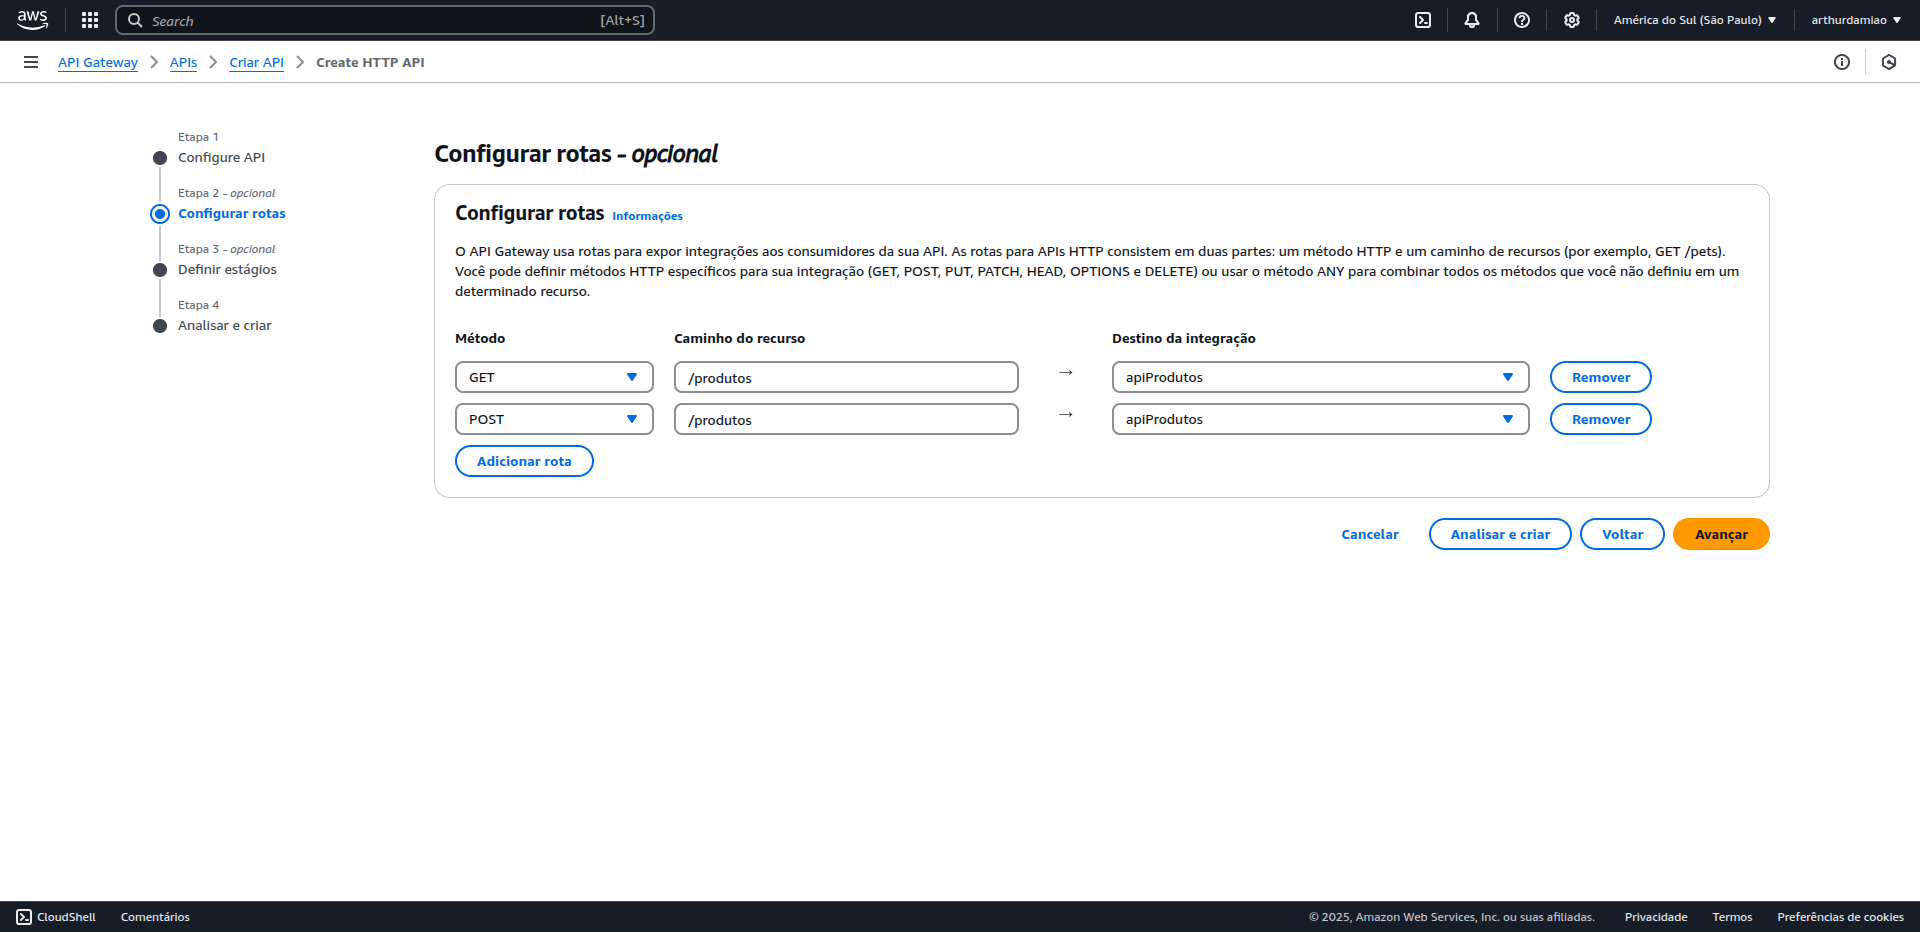 aws
Search
[Alt+S]
América do Sul (São Paulo)
arthurdamiao
API Gateway
APIs
Criar API
Create HTTP API
Etapa 1
Configure API
Etapa 2 – opcional
Configurar rotas
Etapa 3 – opcional
Definir estágios
Etapa 4
Analisar e criar
Configurar rotas – opcional
Configurar rotas Informações
O API Gateway usa rotas para expor integrações aos consumidores da sua API. As rotas para APIs HTTP consistem em duas partes: um método HTTP e um caminho de recursos (por exemplo, GET /pets).
Você pode definir métodos HTTP específicos para sua integração (GET, POST, PUT, PATCH, HEAD, OPTIONS e DELETE) ou usar o método ANY para combinar todos os métodos que você não definiu em um
determinado recurso.
Método
Caminho do recurso
Destino da integração
GET
/produtos
→
apiProdutos
Remover
POST
/produtos
→
apiProdutos
Remover
Adicionar rota
Cancelar
Analisar e criar
Voltar
Avançar
CloudShell
Comentários
© 2025, Amazon Web Services, Inc. ou suas afiliadas.
Privacidade
Termos
Preferências de cookies